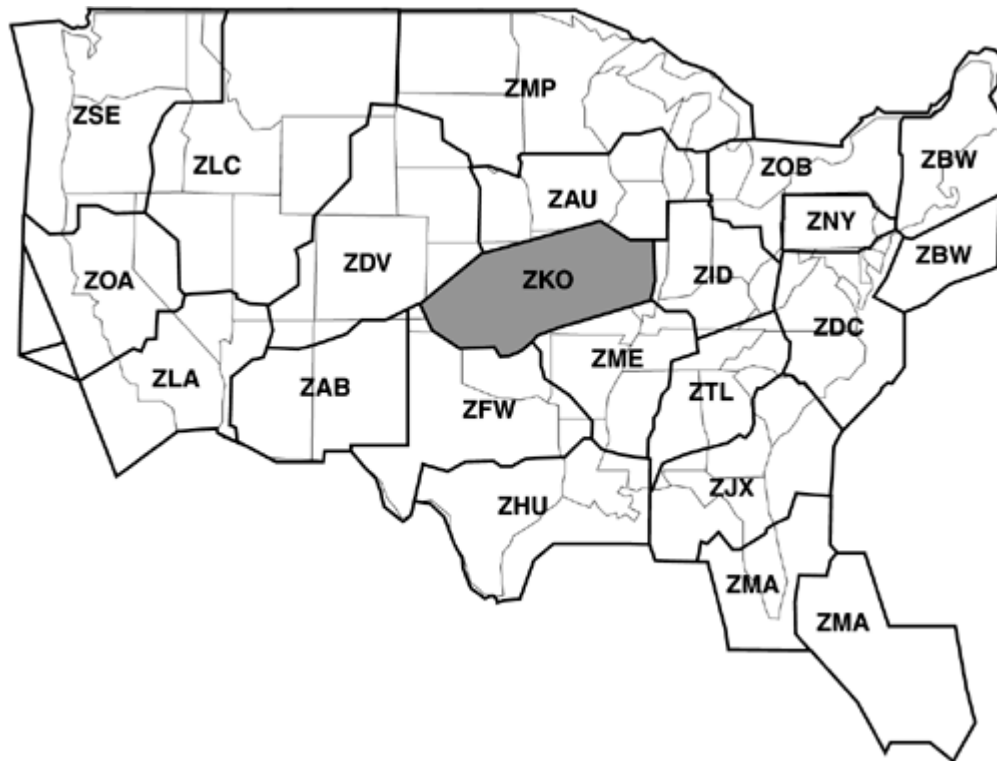 ZMP
ZSE
ZLC
ZOB
ZBW
ZAU
ZNY
ZBW
ZOA
ZDV
ZKO
ZID
ZDC
ZLA
ZAB
ZME
ZTL
ZFW
ZJX
ZHU
ZMA
ZMA